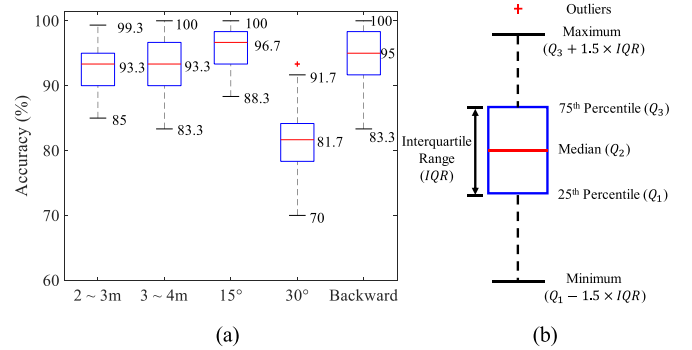 100
90
80
70
60
Accuracy (%)
99.3
93.3
85
100
93.3
83.3
100
96.7
88.3
91.7
81.7
70
100
95
83.3
2 ~ 3m
3 ~ 4m
15°
30°
Backward
(a)
Outliers
Maximum
(Q₃ + 1.5 × IQR)
75th Percentile (Q₃)
Interquartile
Range
(IQR)
Median (Q₂)
25th Percentile (Q₁)
Minimum
(Q₁ − 1.5 × IQR)
(b)